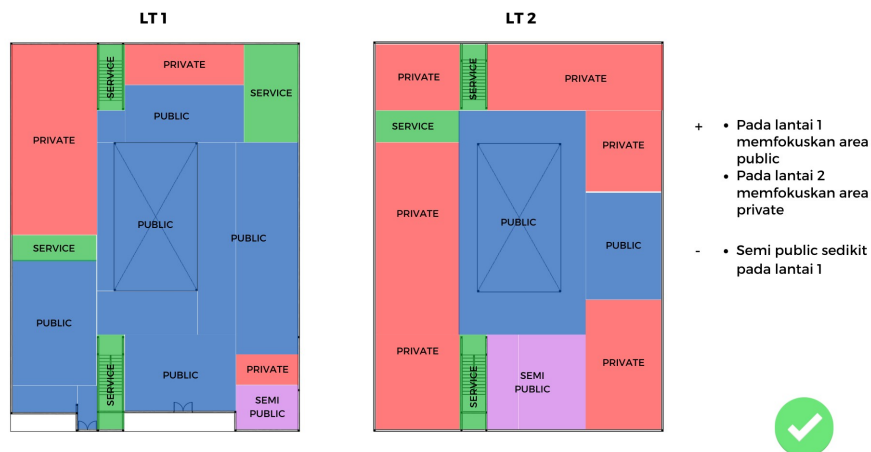 LT 1
LT 2
SERVICE
PRIVATE
SERVICE
PUBLIC
PRIVATE
PUBLIC
PUBLIC
SERVICE
PUBLIC
SERVICE
PUBLIC
PRIVATE
SEMI
PUBLIC
PRIVATE
SERVICE
PRIVATE
SERVICE
PRIVATE
PRIVATE
PUBLIC
PUBLIC
PRIVATE
SERVICE
SEMI
PUBLIC
PRIVATE
+ • Pada lantai 1
memfokuskan area
public
• Pada lantai 2
memfokuskan area
private
- • Semi public sedikit
pada lantai 1